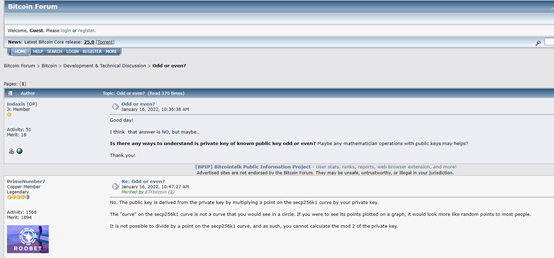 Bitcoin Forum
Welcome, Guest. Please login or register.
News: Latest Bitcoin Core release: 25.0 [Torrent]
HOME HELP SEARCH LOGIN REGISTER MORE
Bitcoin Forum > Bitcoin > Development & Technical Discussion > Odd or even?
Pages: [1]
Author Topic: Odd or even? (Read 370 times)
(OP)
Jr. Member
Activity: 51
Merit: 18
Odd or even?
January 16, 2022, 10:36:38 AM
Good day!
I think that answer is NO, but maybe..
Is there any ways to understand is private key of known public key odd or even? Maybe any mathematician operations with public keys may helps?
Thank you!
[BPIP] Bitcointalk Public Information Project - User stats, ranks, reports, web browser extension, and more!
Advertised sites are not endorsed by the Bitcoin Forum. They may be unsafe, untrustworthy, or illegal in your jurisdiction.
PrimeNumber7
Copper Member
Legendary
Activity: 1568
Merit: 1894
ROOBET
Re: Odd or even?
January 16, 2022, 10:47:27 AM
Merited by ETFbitcoin (1)
No. The public key is derived from the private key by multiplying a point on the secp256k1 curve by your private key.
The "curve" on the secp256k1 curve is not a curve that you would see in a circle. If you were to see its points plotted on a graph, it would look more like random points to most people.
It is not possible to divide by a point on the secp256k1 curve, and as such, you cannot calculate the mod 2 of the private key.